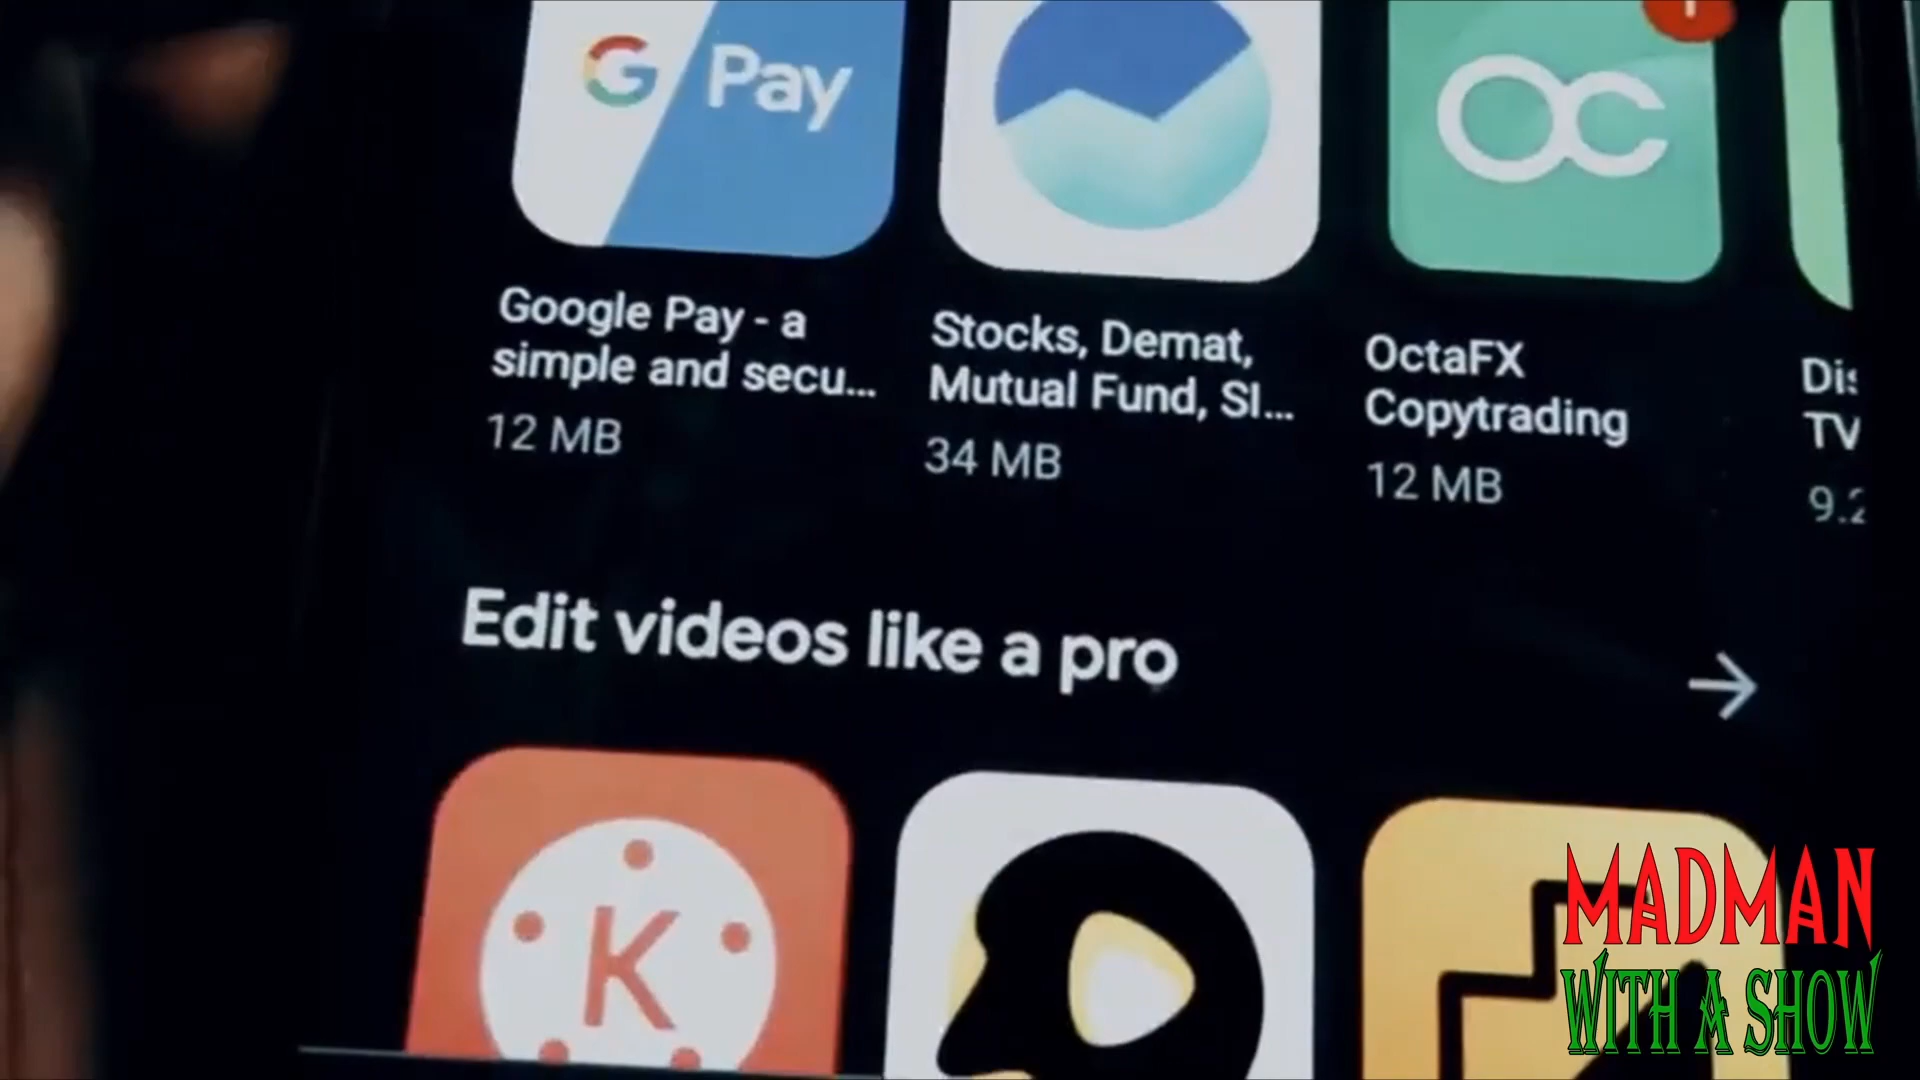 G Pay
OC
Google Pay - a
simple and secu...
12 MB
Stocks, Demat,
Mutual Fund, SI...
34 MB
OctaFX
Copytrading
12 MB
TV
Edit videos like a pro
K
MADMAN
WITH A SHOW